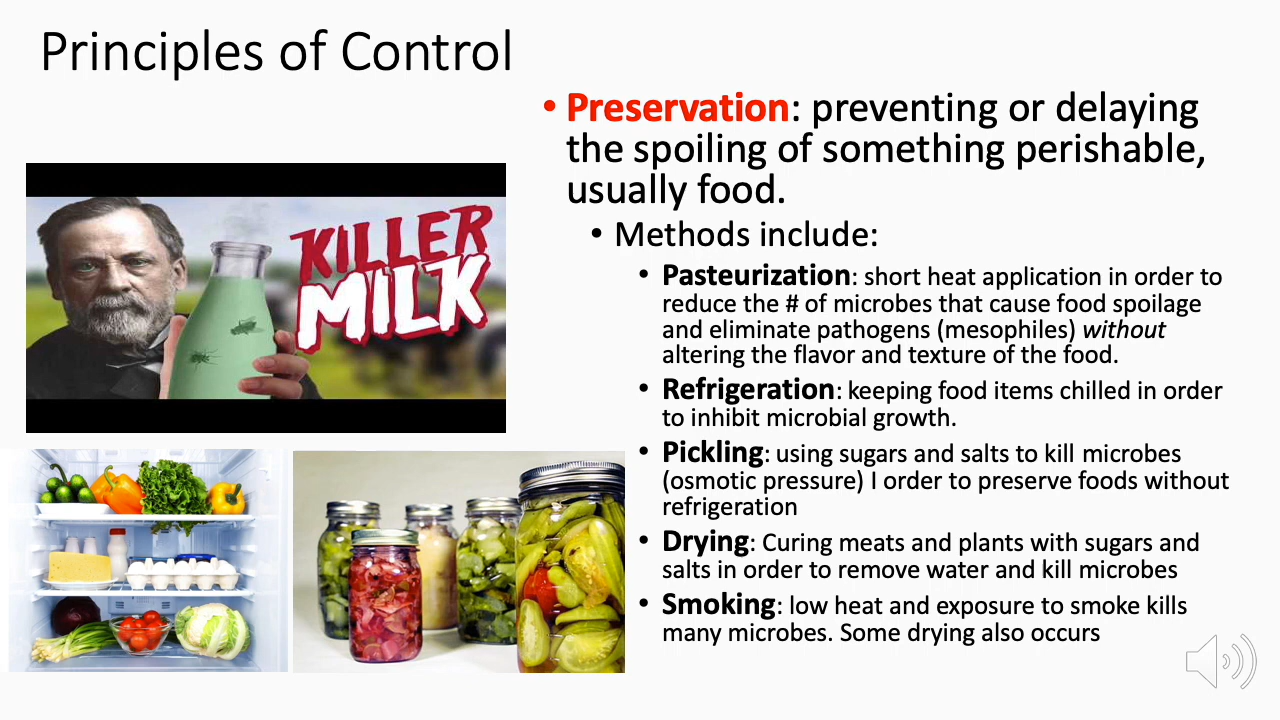 Principles of Control
• Preservation: preventing or delaying
the spoiling of something perishable,
usually food.
• Methods include:
• Pasteurization: short heat application in order to
reduce the # of microbes that cause food spoilage
and eliminate pathogens (mesophiles) without
altering the flavor and texture of the food.
• Refrigeration: keeping food items chilled in order
to inhibit microbial growth.
• Pickling: using sugars and salts to kill microbes
(osmotic pressure) I order to preserve foods without
refrigeration
• Drying: Curing meats and plants with sugars and
salts in order to remove water and kill microbes
• Smoking: low heat and exposure to smoke kills
many microbes. Some drying also occurs
KILLER
MILK